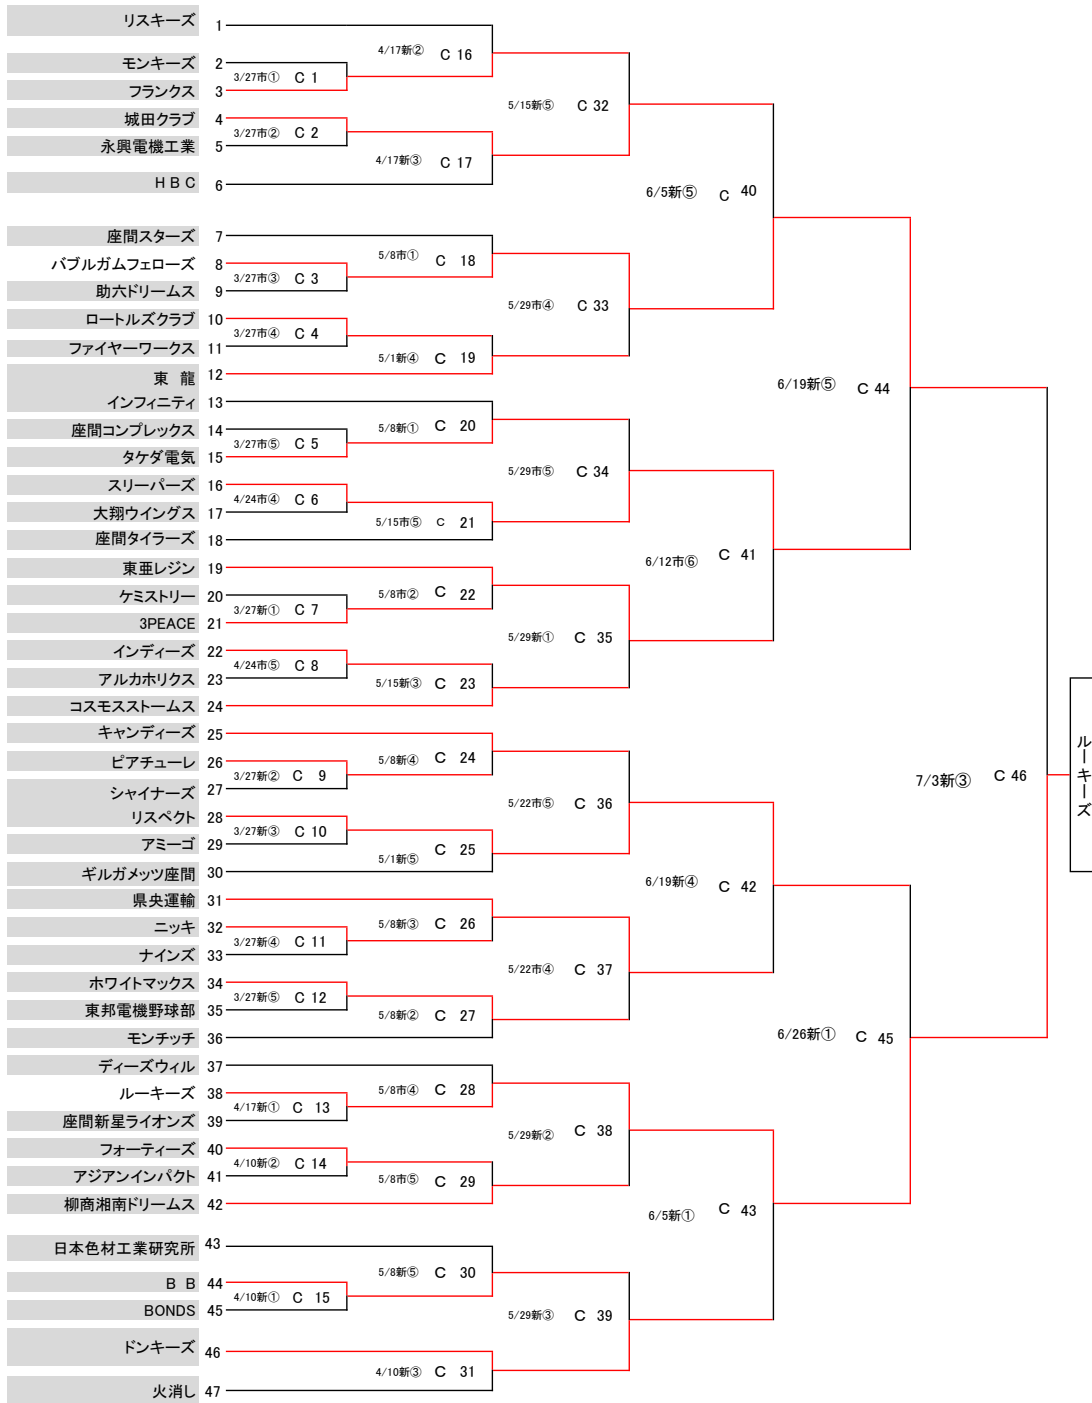 リスキーズ 1
4/17新② C 16
モンキーズ 2
3/27市① C 1
フランクス 3
5/15新⑤ C 32
城田クラブ 4
3/27市② C 2
永興電機工業 5
4/17新③ C 17
HBC 6
6/5新⑤ C 40
座間スターズ 7
5/8市① C 18
バブルガムフェローズ 8
3/27市③ C 3
助六ドリームス 9
5/29市④ C 33
ロートルズクラブ 10
3/27市④ C 4
ファイヤーワークス 11
5/1新④ C 19
東 龍 12
6/19新⑤ C 44
インフィニティ 13
5/8新① C 20
座間コンプレックス 14
3/27市⑤ C 5
タケダ電気 15
5/29市⑤ C 34
スリーパーズ 16
4/24市④ C 6
大翔ウイングス 17
5/15市⑤ C 21
座間タイラーズ 18
6/12市⑥ C 41
東亜レジン 19
5/8市② C 22
ケミストリー 20
3/27新① C 7
3PEACE 21
5/29新① C 35
インディーズ 22
4/24市⑤ C 8
アルカホリクス 23
5/15新③ C 23
コスモスストームス 24
キャンディーズ 25
5/8新④ C 24
ピアチューレ 26
3/27新② C 9
シャイナーズ 27
7/3新③ C 46
ルーキーズ
5/22市⑤ C 36
リスペクト 28
3/27新③ C 10
アミーゴ 29
5/1新⑤ C 25
ギルガメッツ座間 30
6/19新④ C 42
県央運輸 31
5/8新③ C 26
ニッキ 32
3/27新④ C 11
ナインズ 33
5/22市④ C 37
ホワイトマックス 34
3/27新⑤ C 12
東邦電機野球部 35
5/8新② C 27
モンチッチ 36
6/26新① C 45
ディーズウィル 37
5/8市④ C 28
ルーキーズ 38
4/17新① C 13
座間新星ライオンズ 39
5/29新② C 38
フォーティーズ 40
4/10新② C 14
アジアンインパクト 41
5/8市⑤ C 29
柳商湘南ドリームス 42
6/5新① C 43
日本色材工業研究所 43
5/8新⑤ C 30
B B 44
4/10新① C 15
BONDS 45
5/29新③ C 39
ドンキーズ 46
4/10新③ C 31
火消し 47